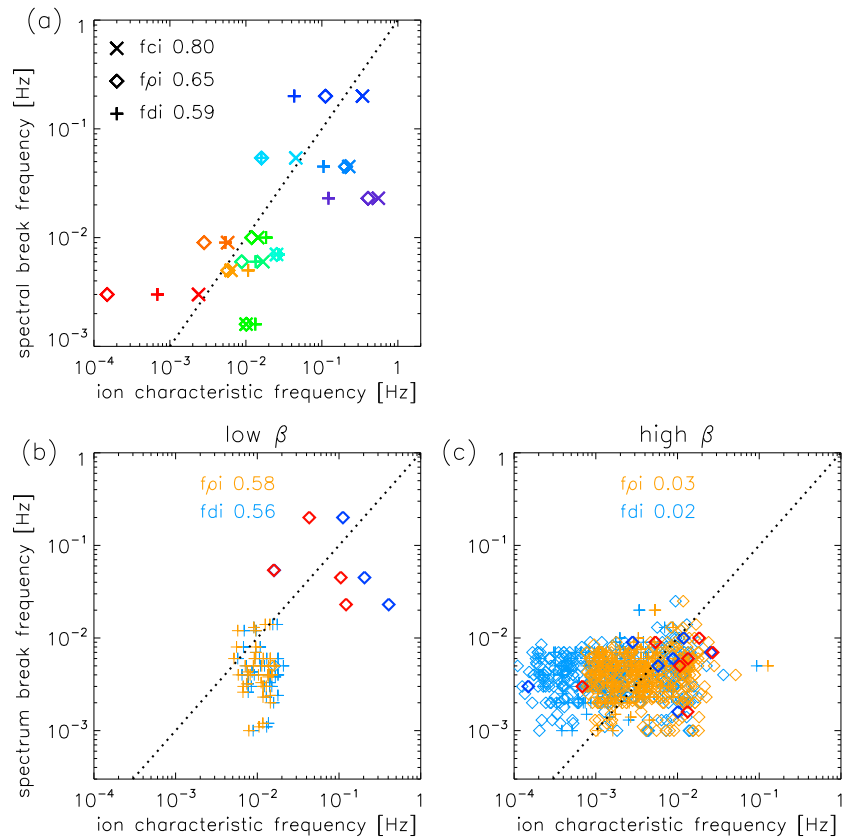 (a)
× fci 0.80
◇ fρi 0.65
+ fdi 0.59
spectral break frequency [Hz]
1
10⁻¹
10⁻²
10⁻³
10⁻⁴ 10⁻³ 10⁻² 10⁻¹ 1
ion characteristic frequency [Hz]
(b)
low β
fρi 0.58
fdi 0.56
spectrum break frequency [Hz]
1
10⁻¹
10⁻²
10⁻³
10⁻⁴ 10⁻³ 10⁻² 10⁻¹ 1
ion characteristic frequency [Hz]
(c)
high β
fρi 0.03
fdi 0.02
1
10⁻¹
10⁻²
10⁻³
10⁻⁴ 10⁻³ 10⁻² 10⁻¹ 1
ion characteristic frequency [Hz]